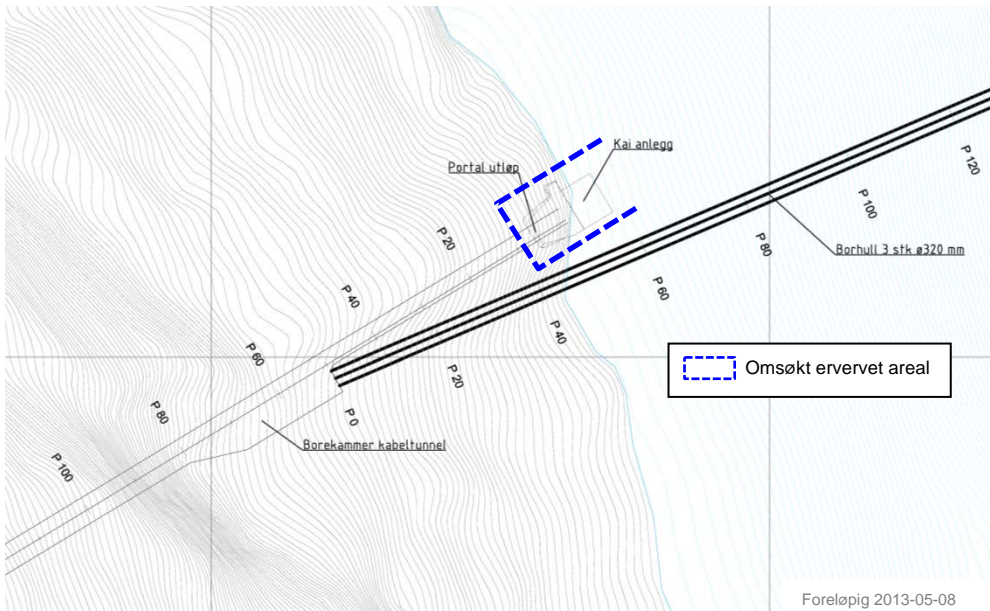 Kai anlegg
Portal utløp
P 120
P 100
P 20
P 80
Borhull 3 stk ø320 mm
P 60
P 40
P 40
P 60
P 20
Omsøkt ervervet areal
P 80
P 0
Borekammer kabeltunnel
P 100
Foreløpig 2013-05-08